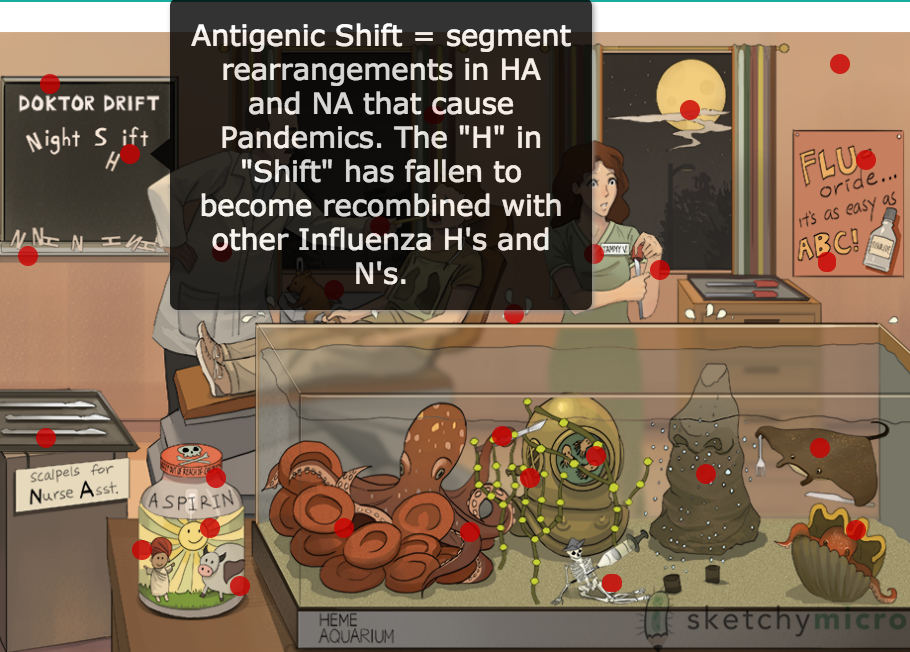 Antigenic Shift = segment
rearrangements in HA
and NA that cause
Pandemics. The "H" in
"Shift" has fallen to
become recombined with
other Influenza H's and
N's.
DOKTOR DRIFT
Night S ift
H
N N H N H H
FLU
oride...
it's as easy as
ABC!
TAMMY V.
scalpels for
Nurse Asst.
ASPIRIN
HEME
AQUARIUM
sketchymicro